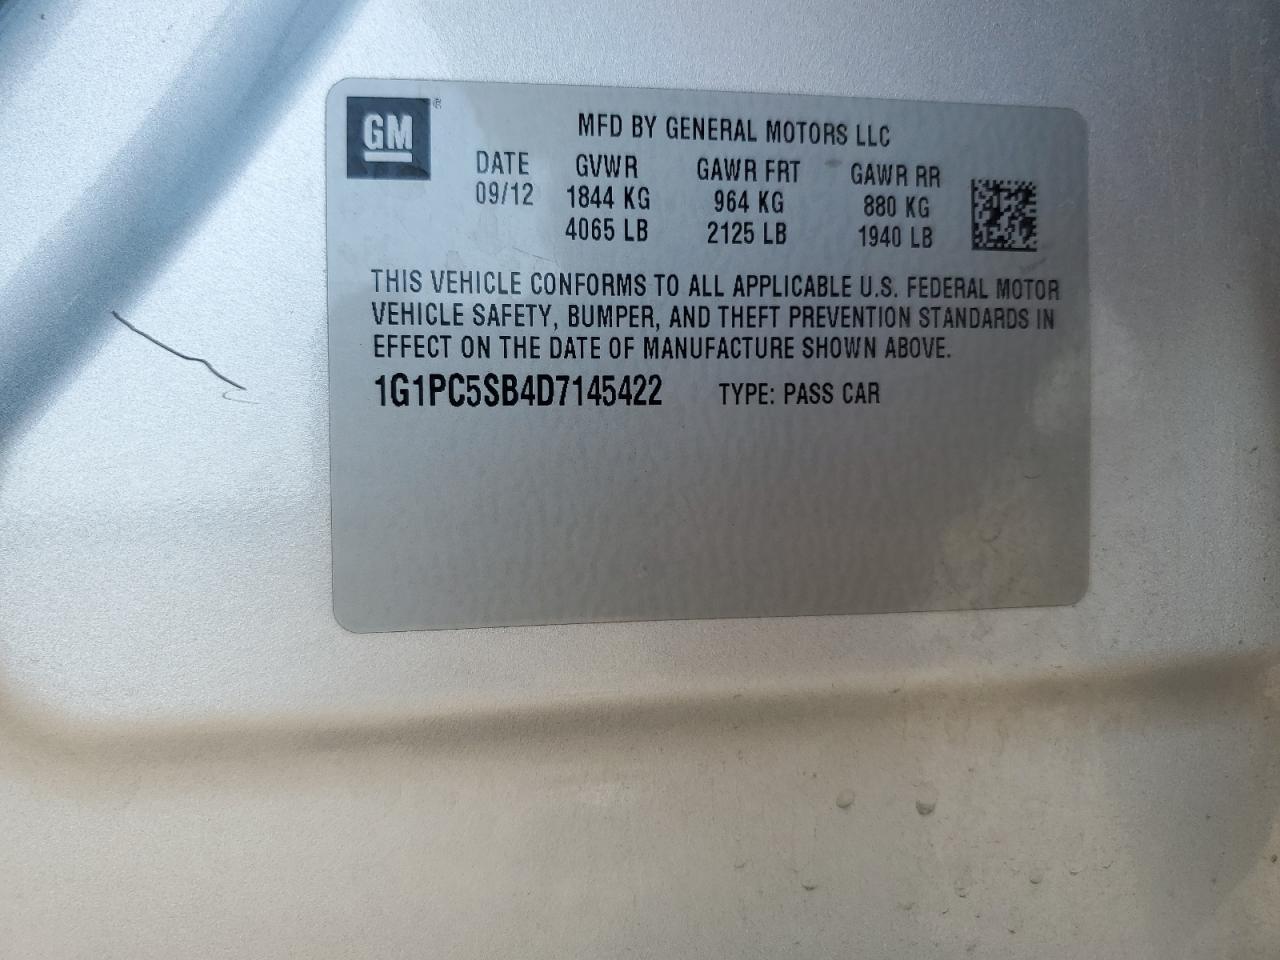 GM®
MFD BY GENERAL MOTORS LLC
DATE GVWR GAWR FRT GAWR RR
09/12 1844 KG 964 KG 880 KG
4065 LB 2125 LB 1940 LB
THIS VEHICLE CONFORMS TO ALL APPLICABLE U.S. FEDERAL MOTOR
VEHICLE SAFETY, BUMPER, AND THEFT PREVENTION STANDARDS IN
EFFECT ON THE DATE OF MANUFACTURE SHOWN ABOVE.
1G1PC5SB4D7145422 TYPE: PASS CAR